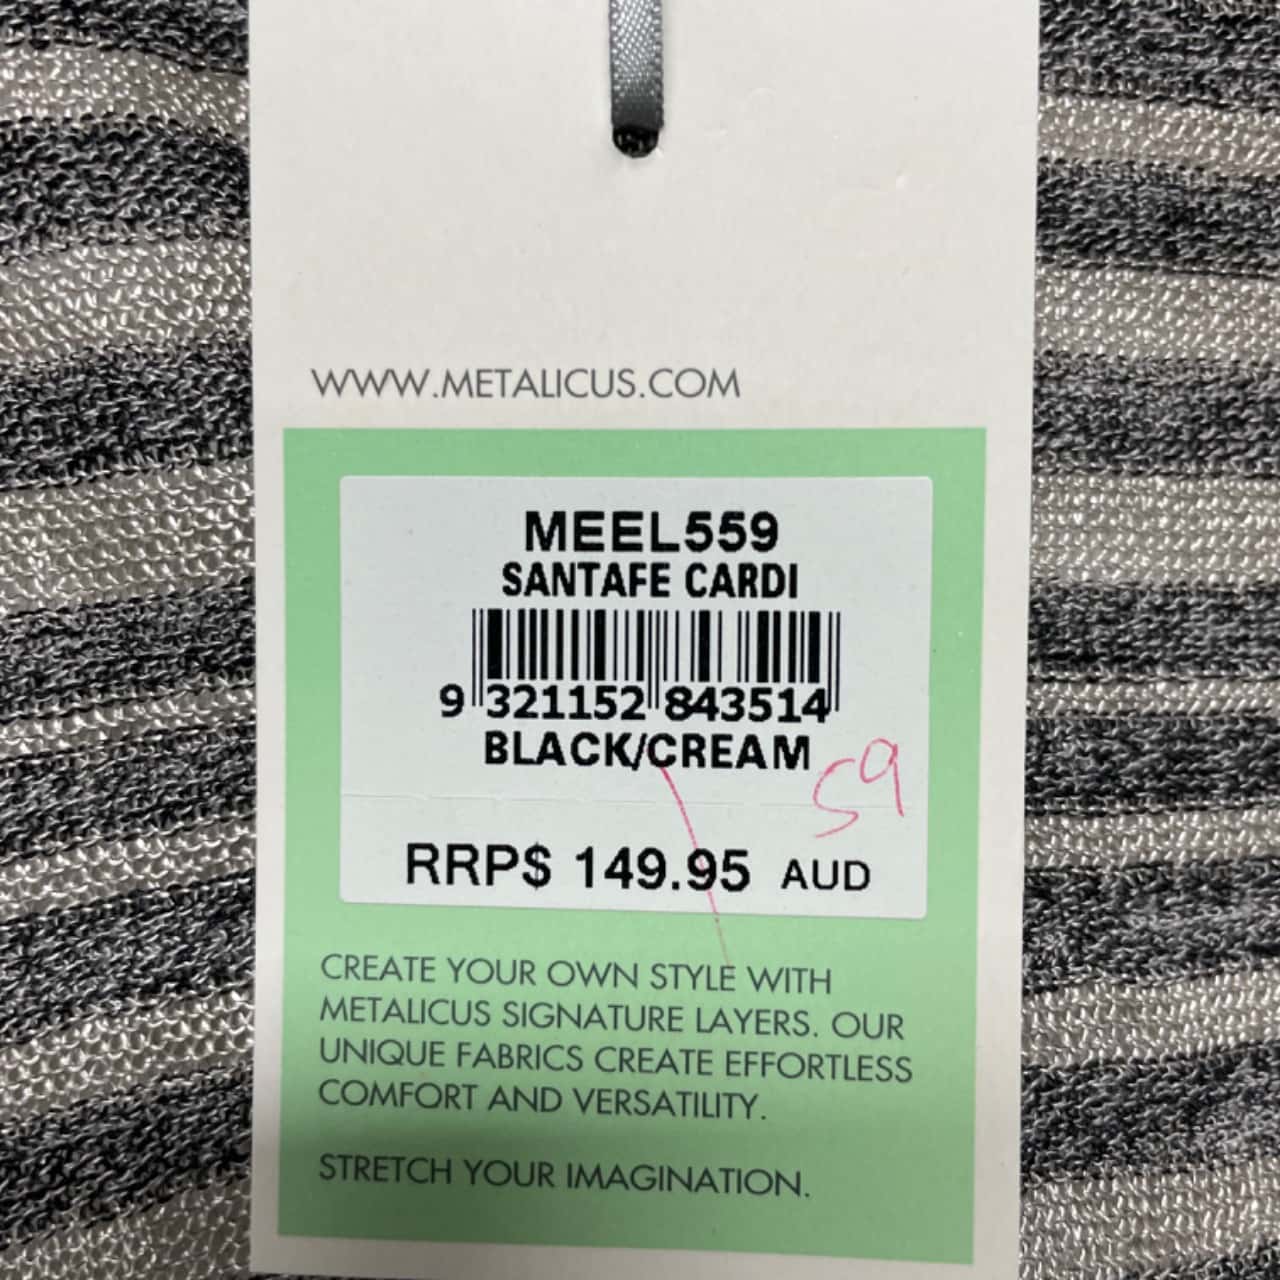 WWW.METALICUS.COM
MEEL559
SANTAFE CARDI
9 321152 843514
BLACK/CREAM
59
RRP$ 149.95 AUD
CREATE YOUR OWN STYLE WITH
METALICUS SIGNATURE LAYERS. OUR
UNIQUE FABRICS CREATE EFFORTLESS
COMFORT AND VERSATILITY.
STRETCH YOUR IMAGINATION.